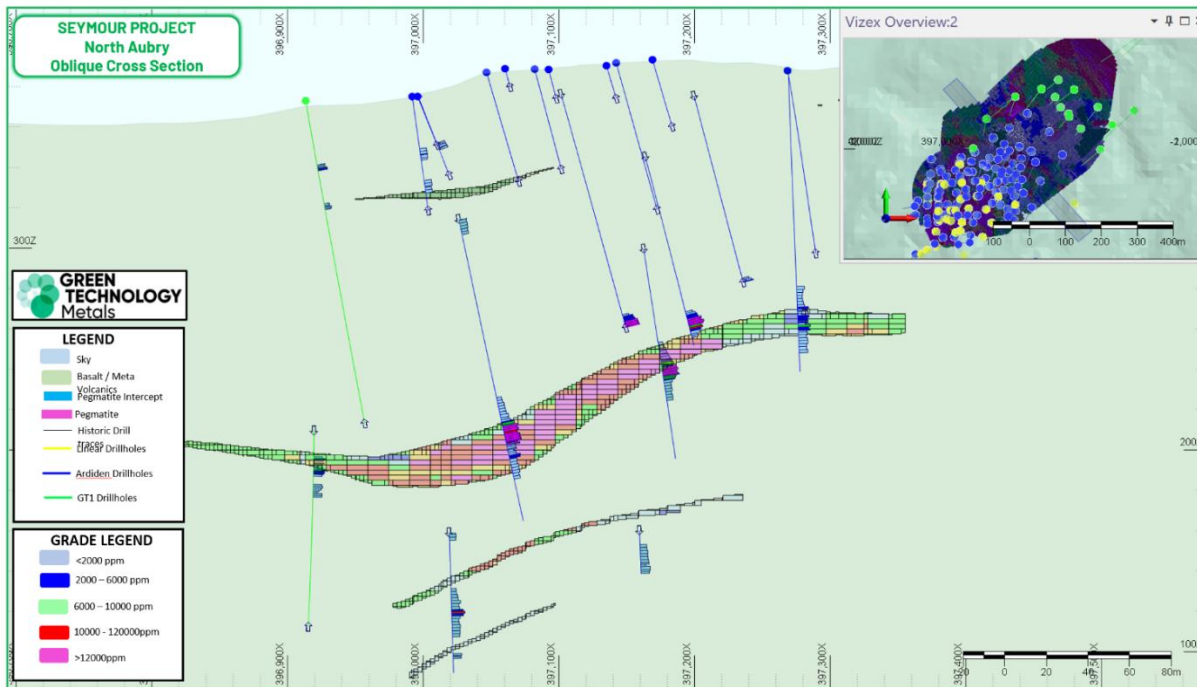 SEYMOUR PROJECT
North Aubry
Oblique Cross Section
396,900X
397,000X
397,100X
397,200X
397,300X
Vizex Overview:2
397,000X
-2,000
100 0 100 200 300 400m
300Z
GREEN
TECHNOLOGY
Metals
LEGEND
Sky
Basalt / Meta
Volcanics
Pegmatite Intercept
Pegmatite
Historic Drill
traces
Linear Drillholes
Ardiden Drillholes
GT1 Drillholes
200
GRADE LEGEND
<2000 ppm
2000 – 6000 ppm
6000 – 10000 ppm
10000 - 120000ppm
>12000ppm
100
396,900X
397,000X
397,100X
397,200X
397,300X
397,400X
0 20 40 60 80m